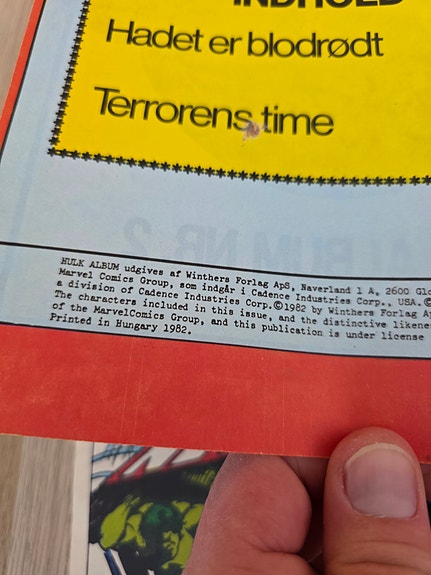 INDHOLD
Hadet er blodrødt
Terrorens time
HULK ALBUM udgives af Winthers Forlag ApS, Naverland 1 A, 2600 Glo
Marvel Comics Group, som indgår i Cadence Industries Corp., USA. ©
a division of Cadence Industries Corp.©1982 by Winthers Forlag Ap
The characters included in this issue, and the distinctive likene
of the MarvelComics Group, and this publication is under license
Printed in Hungary 1982.